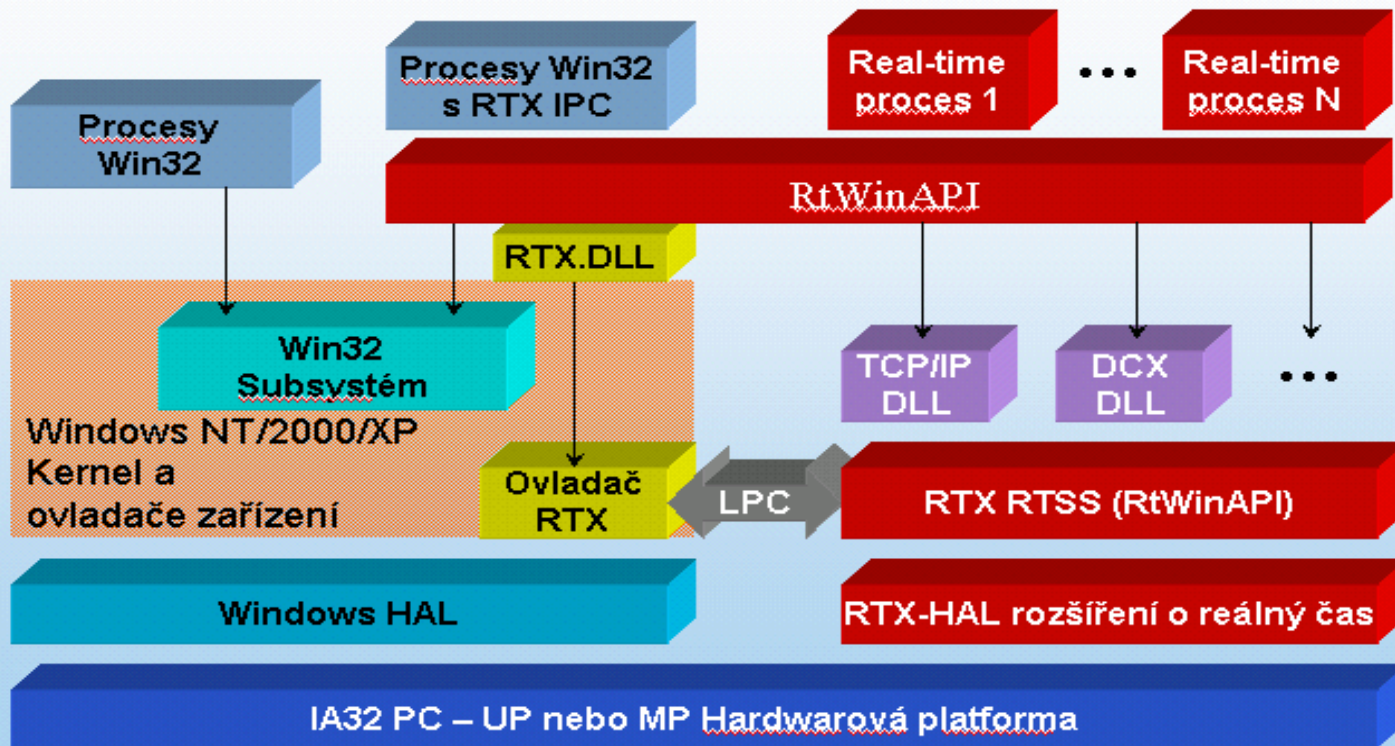 Procesy Win32
s RTX IPC
Real-time
proces 1
•••
Real-time
proces N
Procesy
Win32
RtWinAPI
RTX.DLL
Win32
Subsystém
TCP/IP
DLL
DCX
DLL
•••
Windows NT/2000/XP
Kernel a
ovladače zařízení
Ovladač
RTX
LPC
RTX RTSS (RtWinAPI)
Windows HAL
RTX-HAL rozšíření o reálný čas
IA32 PC – UP nebo MP Hardwarová platforma